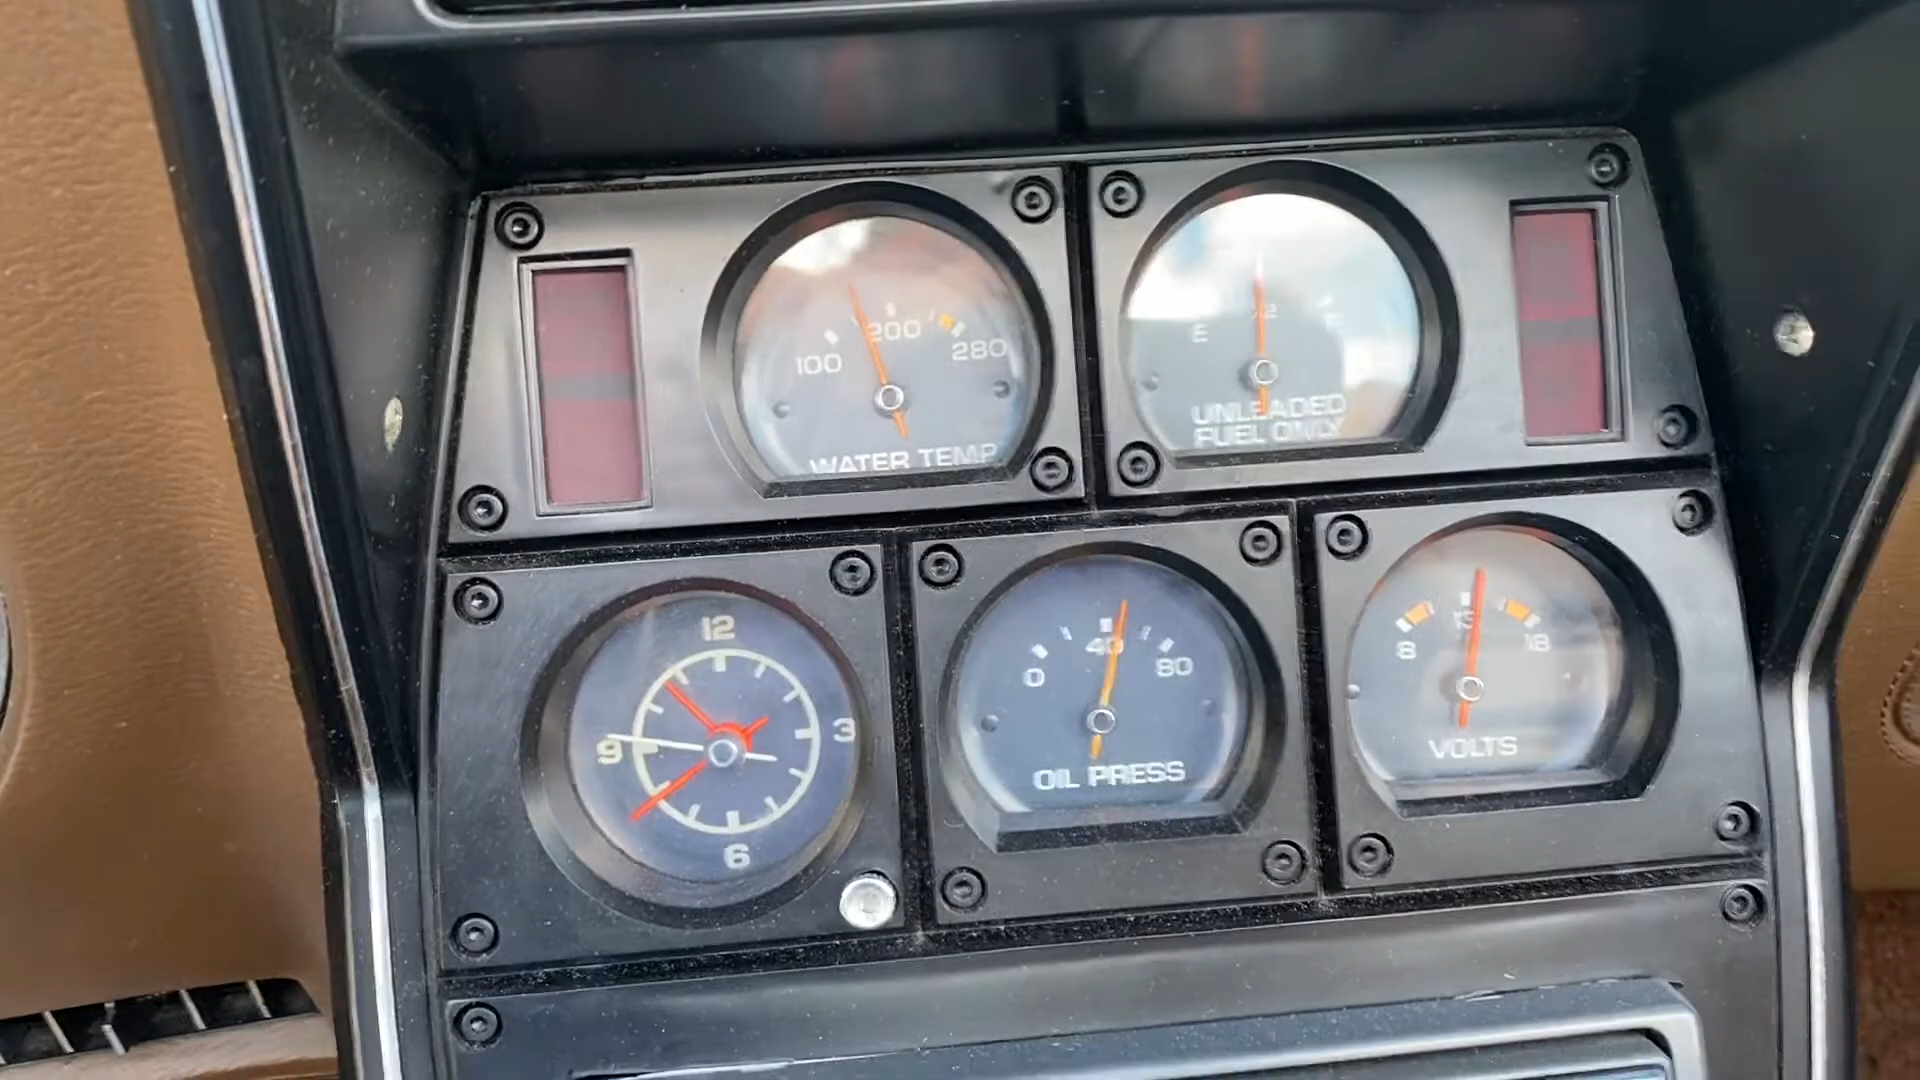 100 200 280
WATER TEMP
E
UNLEADED
FUEL ONLY
12
3
6
9
0 40 80
OIL PRESS
8 13 18
VOLTS